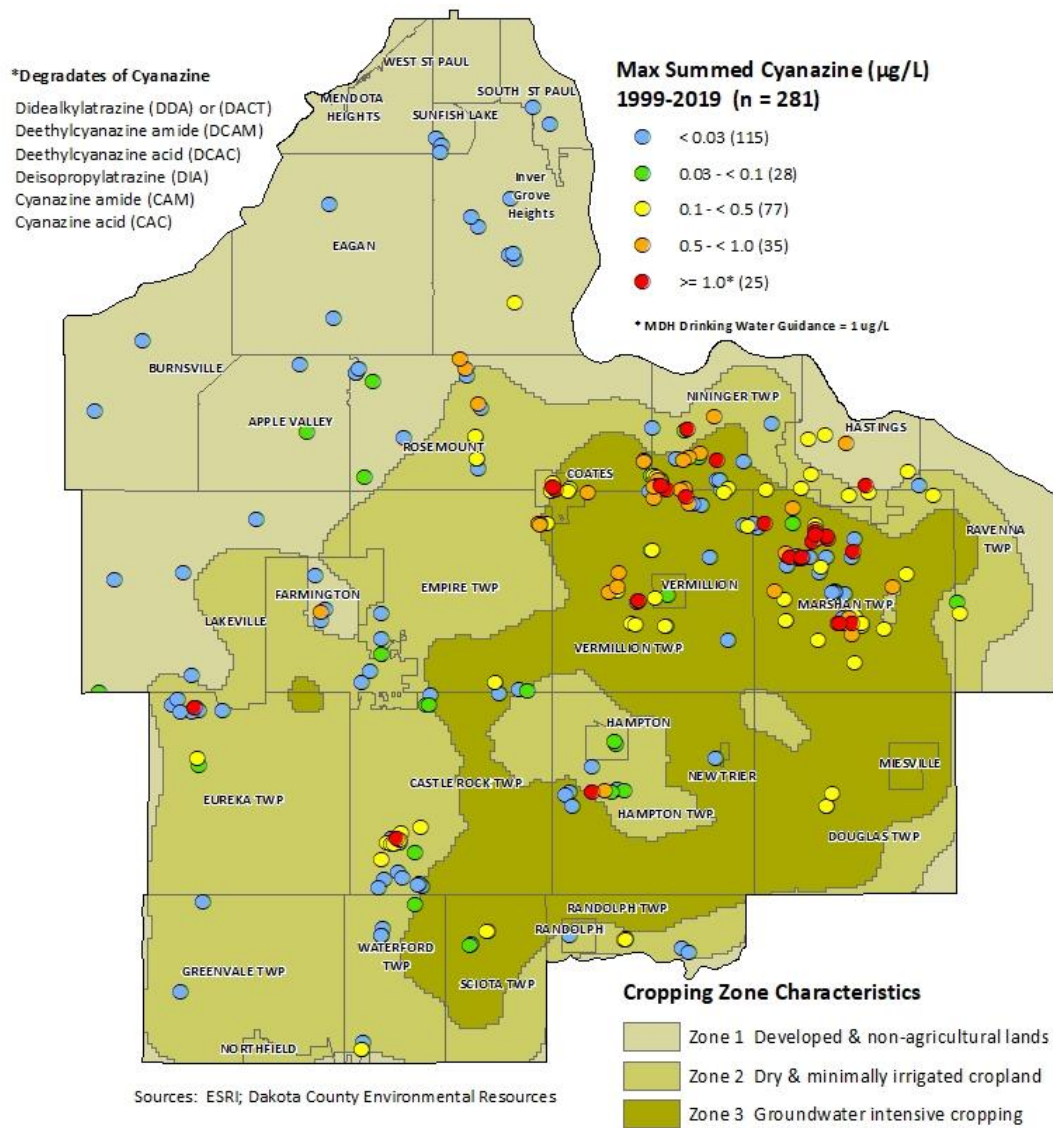 *Degradates of Cyanazine
Didealkylatrazine (DDA) or (DACT)
Deethylcyanazine amide (DCAM)
Deethylcyanazine acid (DCAC)
Deisopropylatrazine (DIA)
Cyanazine amide (CAM)
Cyanazine acid (CAC)
Max Summed Cyanazine (µg/L)
1999-2019 (n = 281)
< 0.03 (115)
0.03 - < 0.1 (28)
0.1 - < 0.5 (77)
0.5 - < 1.0 (35)
>= 1.0* (25)
* MDH Drinking Water Guidance = 1 ug/L
WEST ST PAUL
MENDOTA
HEIGHTS
SOUTH ST PAUL
SUNFISH LAKE
Inver
Grove
Heights
EAGAN
BURNSVILLE
APPLE VALLEY
ROSEMOUNT
NININGER TWP
HASTINGS
COATES
RAVENNA
TWP
EMPIRE TWP
VERMILLION
FARMINGTON
LAKEVILLE
MARSHAN TWP
VERMILLION TWP
HAMPTON
CASTLE ROCK TWP
NEW TRIER
MIESVILLE
EUREKA TWP
HAMPTON TWP
DOUGLAS TWP
RANDOLPH TWP
RANDOLPH
WATERFORD
TWP
GREENVALE TWP
SCIOTA TWP
NORTHFIELD
Cropping Zone Characteristics
Zone 1 Developed & non-agricultural lands
Zone 2 Dry & minimally irrigated cropland
Zone 3 Groundwater intensive cropping
Sources: ESRI; Dakota County Environmental Resources